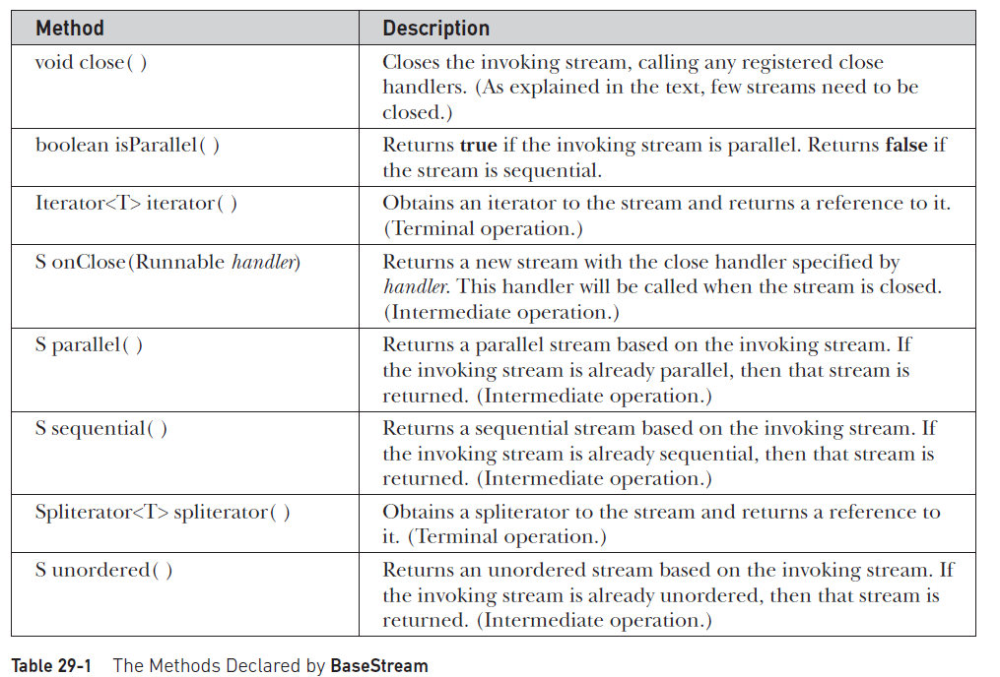 Method Description
void close( ) Closes the invoking stream, calling any registered close
handlers. (As explained in the text, few streams need to be
closed.)
boolean isParallel( ) Returns true if the invoking stream is parallel. Returns false if
the stream is sequential.
Iterator<T> iterator( ) Obtains an iterator to the stream and returns a reference to it.
(Terminal operation.)
S onClose(Runnable handler) Returns a new stream with the close handler specified by
handler. This handler will be called when the stream is closed.
(Intermediate operation.)
S parallel( ) Returns a parallel stream based on the invoking stream. If
the invoking stream is already parallel, then that stream is
returned. (Intermediate operation.)
S sequential( ) Returns a sequential stream based on the invoking stream. If
the invoking stream is already sequential, then that stream is
returned. (Intermediate operation.)
Spliterator<T> spliterator( ) Obtains a spliterator to the stream and returns a reference to
it. (Terminal operation.)
S unordered( ) Returns an unordered stream based on the invoking stream. If
the invoking stream is already unordered, then that stream is
returned. (Intermediate operation.)
Table 29-1 The Methods Declared by BaseStream